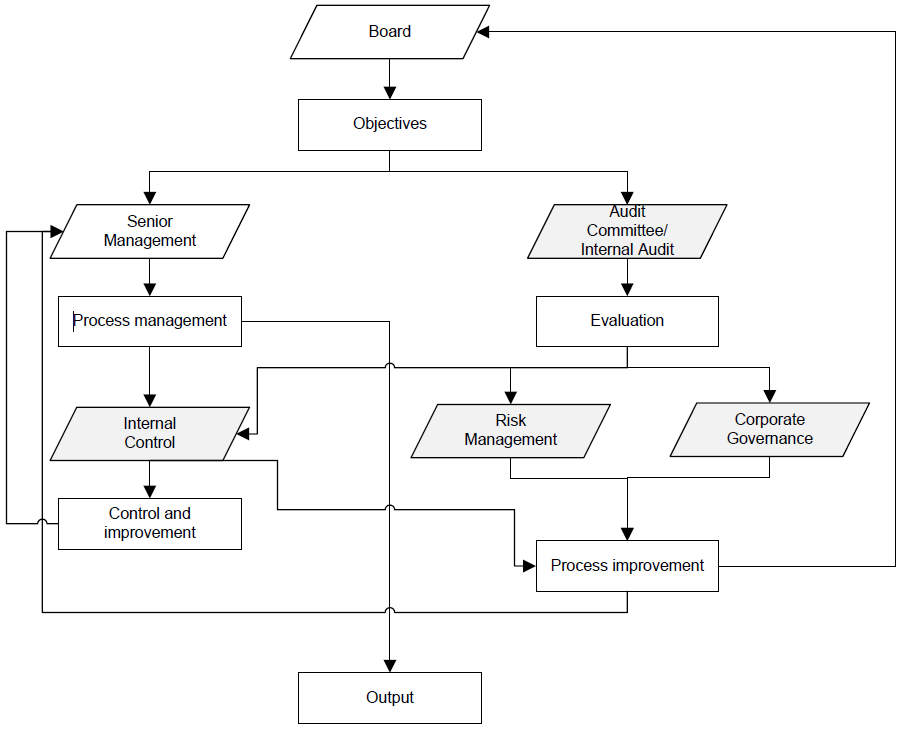 Board
Objectives
Senior
Management
Audit
Committee/
Internal Audit
Process management
Evaluation
Internal
Control
Risk
Management
Corporate
Governance
Control and
improvement
Process improvement
Output